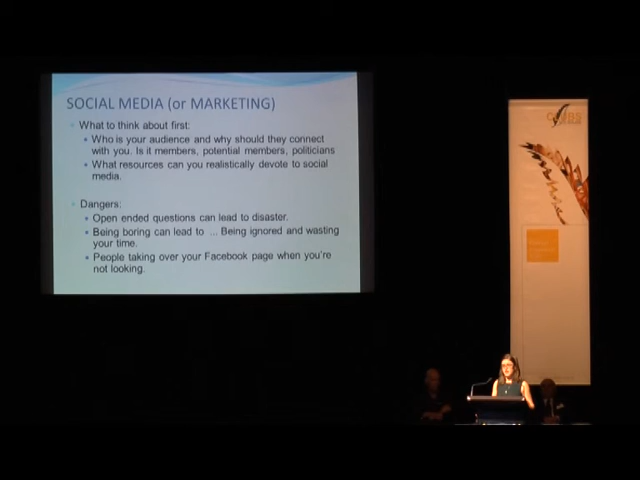 SOCIAL MEDIA (or MARKETING)
What to think about first:
Who is your audience and why should they connect
with you. Is it members, potential members, politicians
What resources can you realistically devote to social
media.
Dangers:
Open ended questions can lead to disaster.
Being boring can lead to ... Being ignored and wasting
your time.
People taking over your Facebook page when you're
not looking.